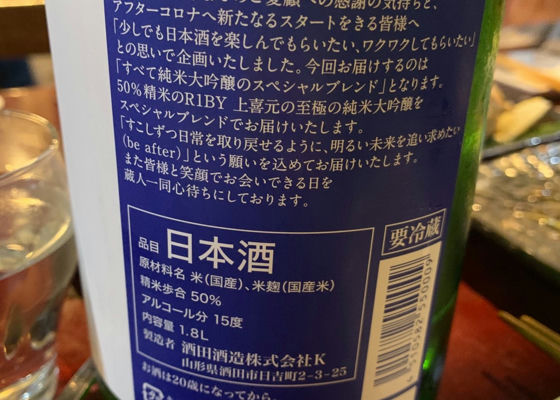 ご愛顧への感謝の気持ちと、
アフターコロナへ新たなるスタートをきる皆様へ
「少しでも日本酒を楽しんでもらいたい、ワクワクしてもらいたい」
との思いで企画いたしました。今回お届けするのは
「すべて純米大吟醸のスペシャルブレンド」となります。
50%精米のR1BY 上喜元の至極の純米大吟醸を
スペシャルブレンドでお届けいたします。
「すこしずつ日常を取り戻せるように、明るい未来を追い求めたい
(be after)」という願いを込めてお届けいたします。
また皆様と笑顔でお会いできる日を
蔵人一同心待ちにしております。
品目 日本酒
原材料名 米(国産)、米麹(国産米)
精米歩合 50%
アルコール分 15度
内容量 1.8L
製造者 酒田酒造株式会社K
山形県酒田市日吉町2-3-25
お酒は20歳になってから。
要冷蔵